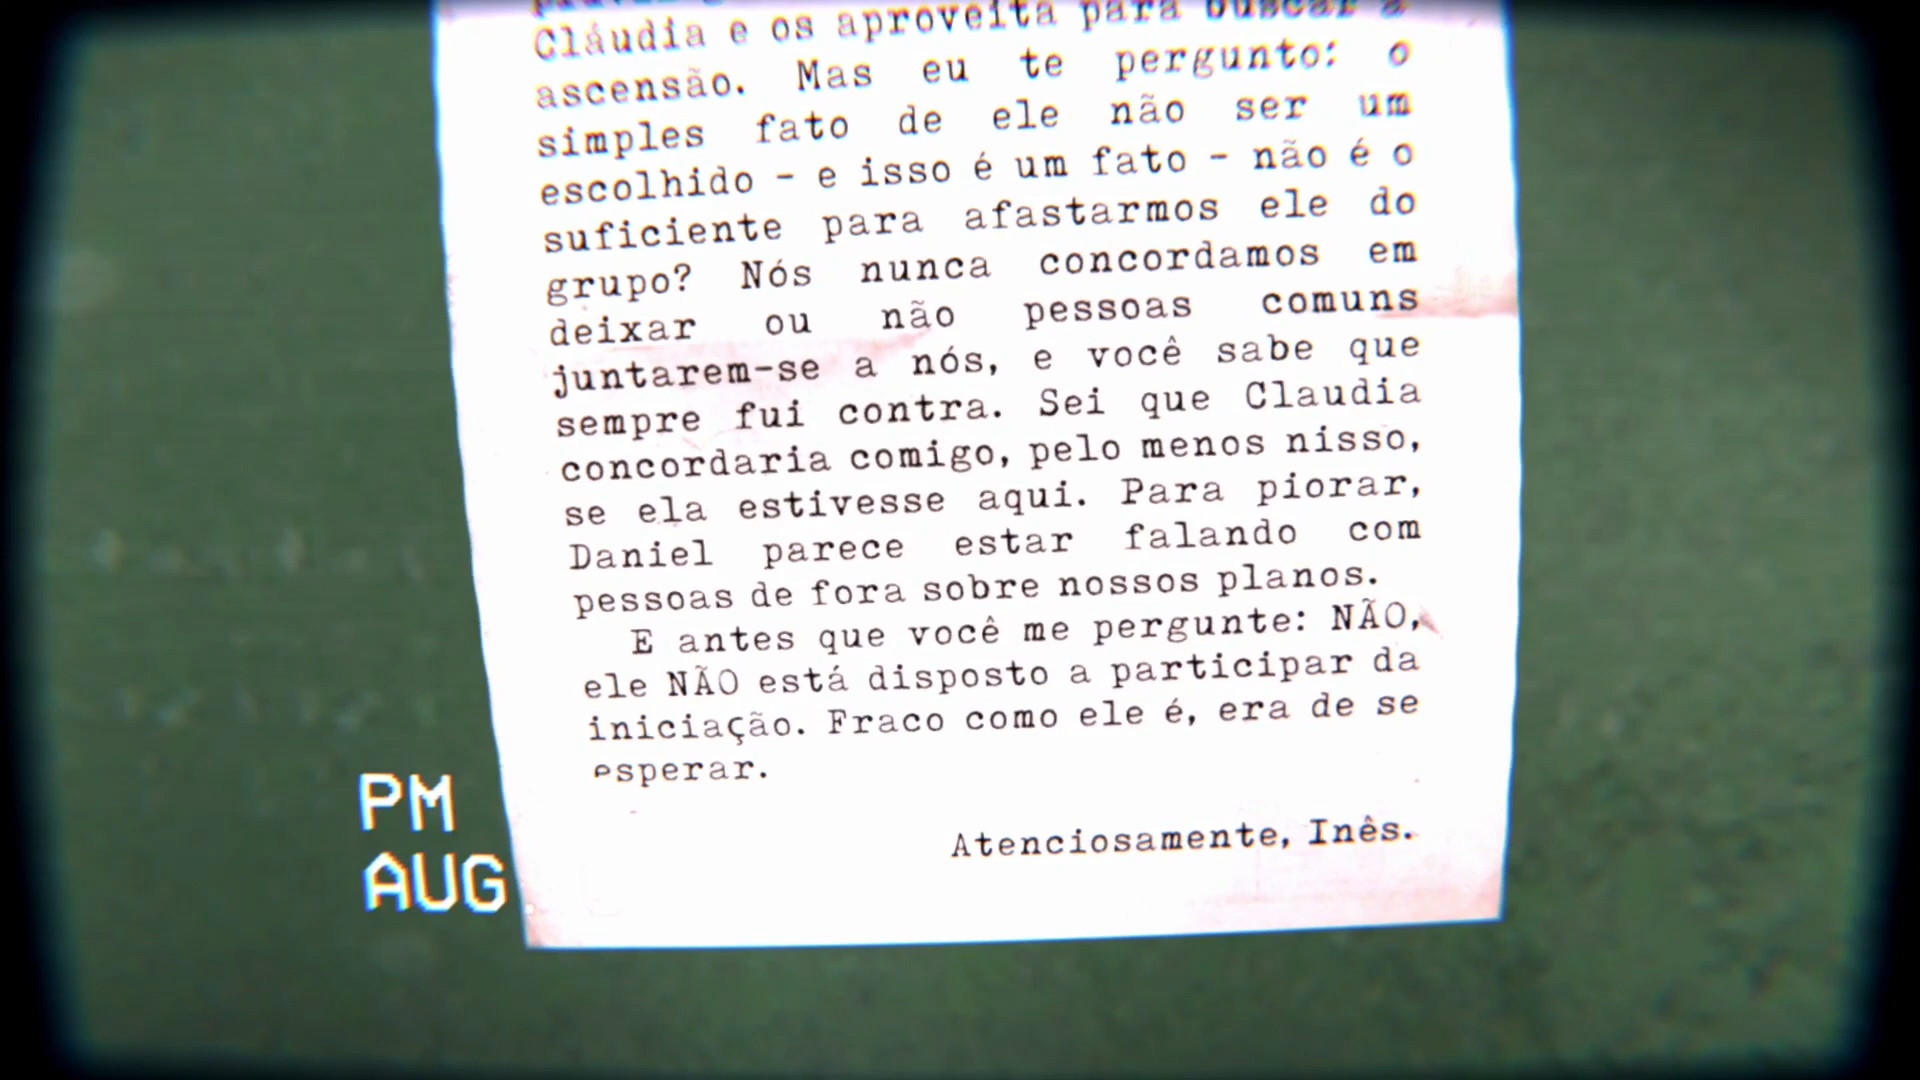 Cláudia e os aproveita para buscar a
ascensão. Mas eu te pergunto: o
simples fato de ele não ser um
escolhido - e isso é um fato - não é o
suficiente para afastarmos ele do
grupo? Nós nunca concordamos em
deixar ou não pessoas comuns
juntarem-se a nós, e você sabe que
sempre fui contra. Sei que Claudia
concordaria comigo, pelo menos nisso,
se ela estivesse aqui. Para piorar,
Daniel parece estar falando com
pessoas de fora sobre nossos planos.
E antes que você me pergunte: NÃO,
ele NÃO está disposto a participar da
iniciação. Fraco como ele é, era de se
esperar.
Atenciosamente, Inês.
PM
AUG